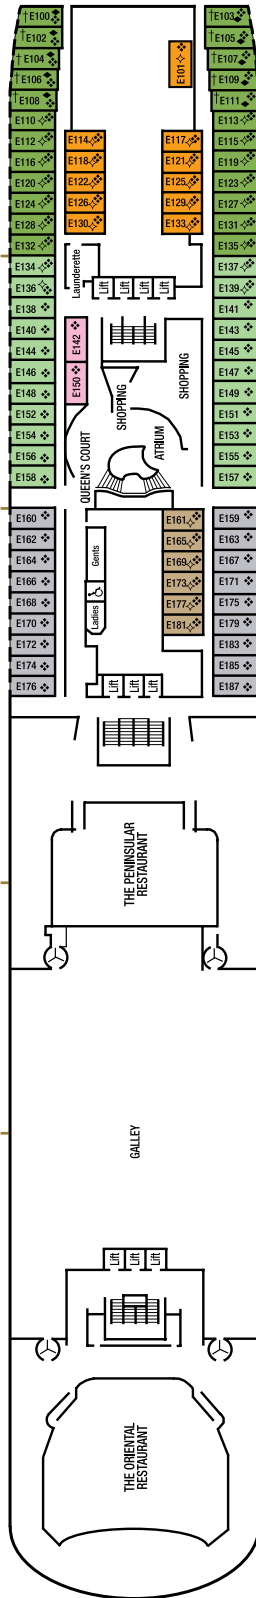 †E100
†E103
†E102
†E105
†E104
†E107
E101
†E106
†E109
†E108
†E111
E110
E113
E112
E114
E117
E115
E116
E118
E121
E119
E120
E122
E125
E123
E124
E126
E129
E127
E128
E130
E133
E131
E132
E135
E134
Launderette
E137
E136
Lift
Lift
Lift
Lift
E139
E138
E141
E140
E142
E143
E144
E145
E146
E150
SHOPPING
SHOPPING
E147
E148
E149
E152
E151
E154
QUEEN'S COURT
ATRIUM
E153
E156
E155
E158
E157
E160
E161
E159
E162
Gents
E165
E163
E164
E169
E167
E166
E173
E171
E168
Ladies
E177
E175
E170
E181
E179
E172
E183
E174
E185
E176
Lift
Lift
Lift
E187
THE PENINSULAR
RESTAURANT
GALLEY
Lift
Lift
Lift
THE ORIENTAL
RESTAURANT